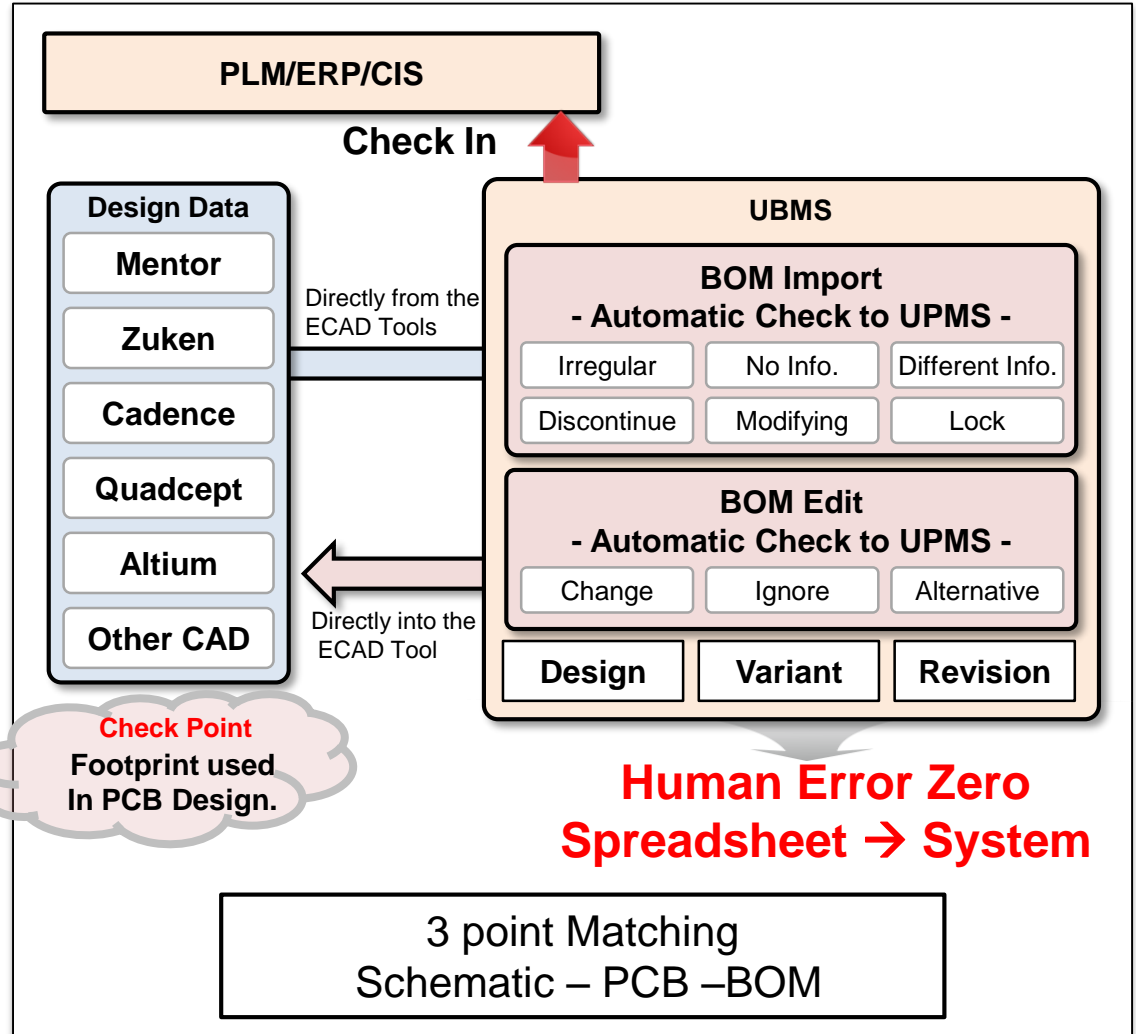 PLM/ERP/CIS
Check In
Design Data
Mentor
Zuken
Cadence
Quadcept
Altium
Other CAD
Directly from the
ECAD Tools
Directly into the
ECAD Tool
UBMS
BOM Import
- Automatic Check to UPMS -
Irregular
No Info.
Different Info.
Discontinue
Modifying
Lock
BOM Edit
- Automatic Check to UPMS -
Change
Ignore
Alternative
Design
Variant
Revision
Check Point
Footprint used
In PCB Design.
Human Error Zero
Spreadsheet → System
3 point Matching
Schematic – PCB –BOM